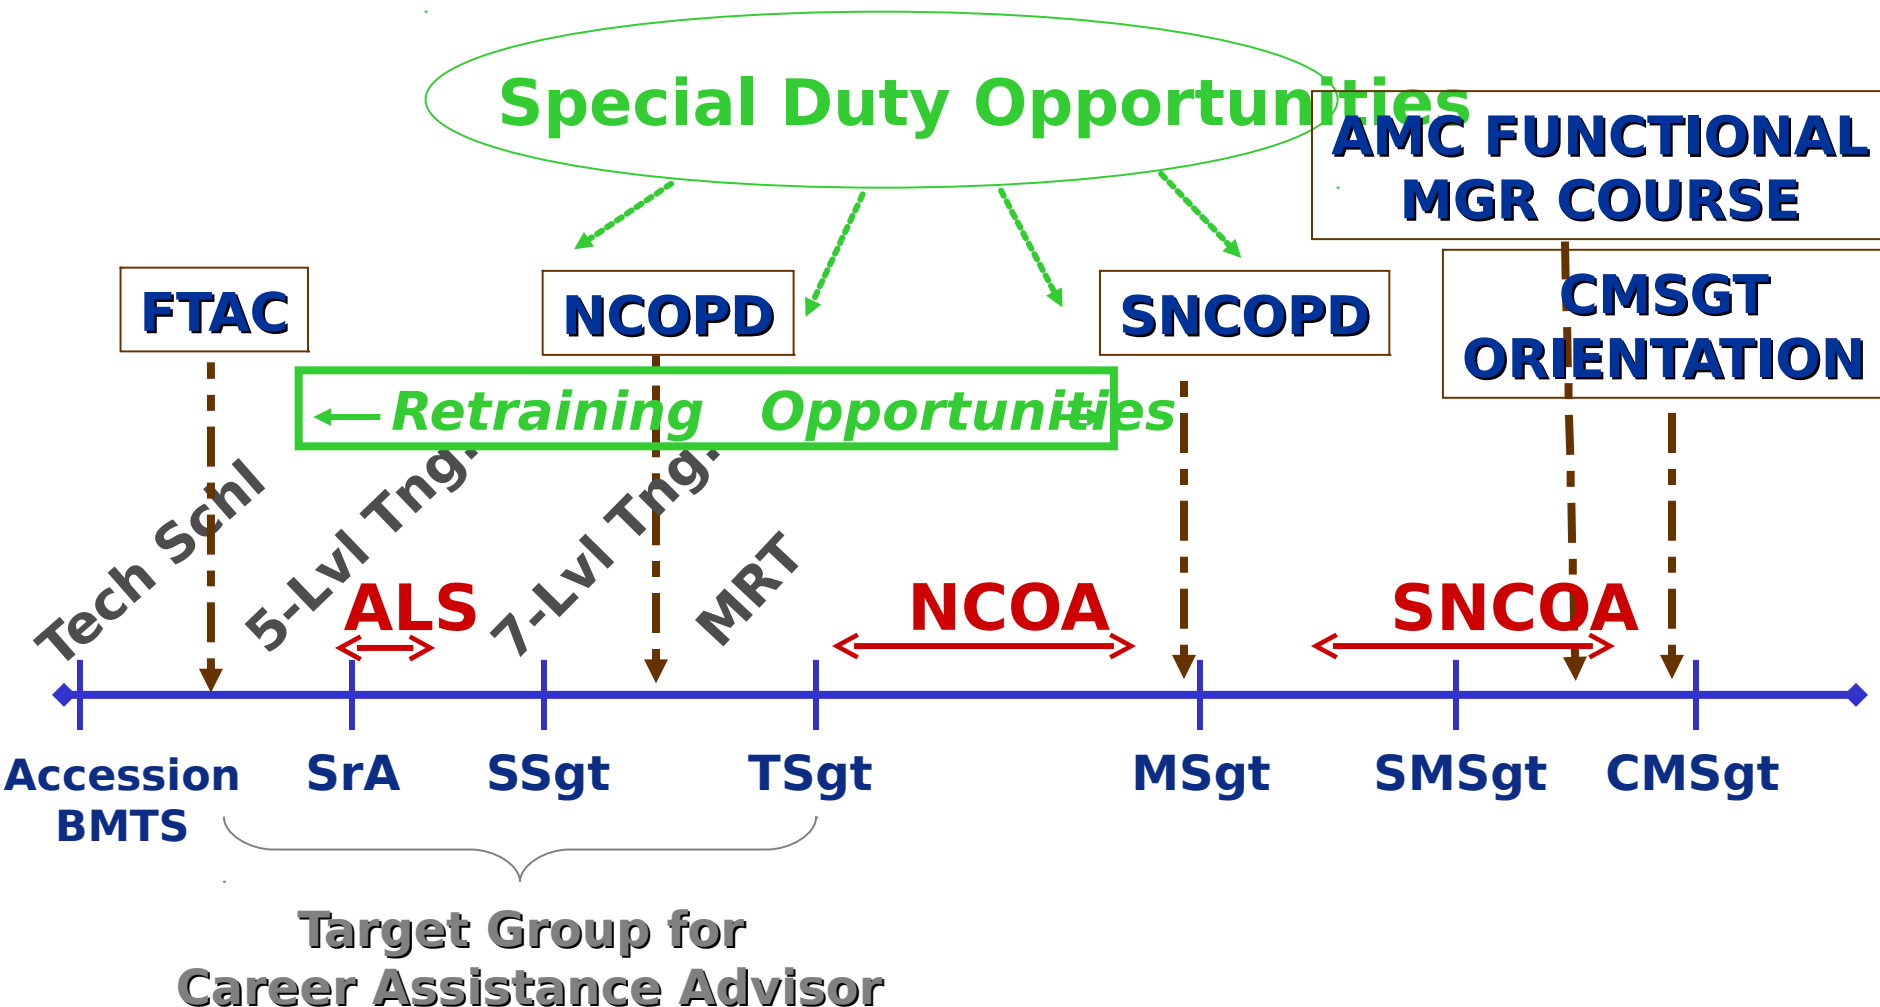 Special Duty Opportunities
AMC FUNCTIONAL
MGR COURSE
FTAC
NCOPD
SNCOPD
CMSGT
ORIENTATION
Retraining Opportunities
Tech Schl
5-Lvl Tng.
7-Lvl Tng.
MRT
ALS
NCOA
SNCOA
Accession
BMTS
SrA
SSgt
TSgt
MSgt
SMSgt
CMSgt
Target Group for
Career Assistance Advisor